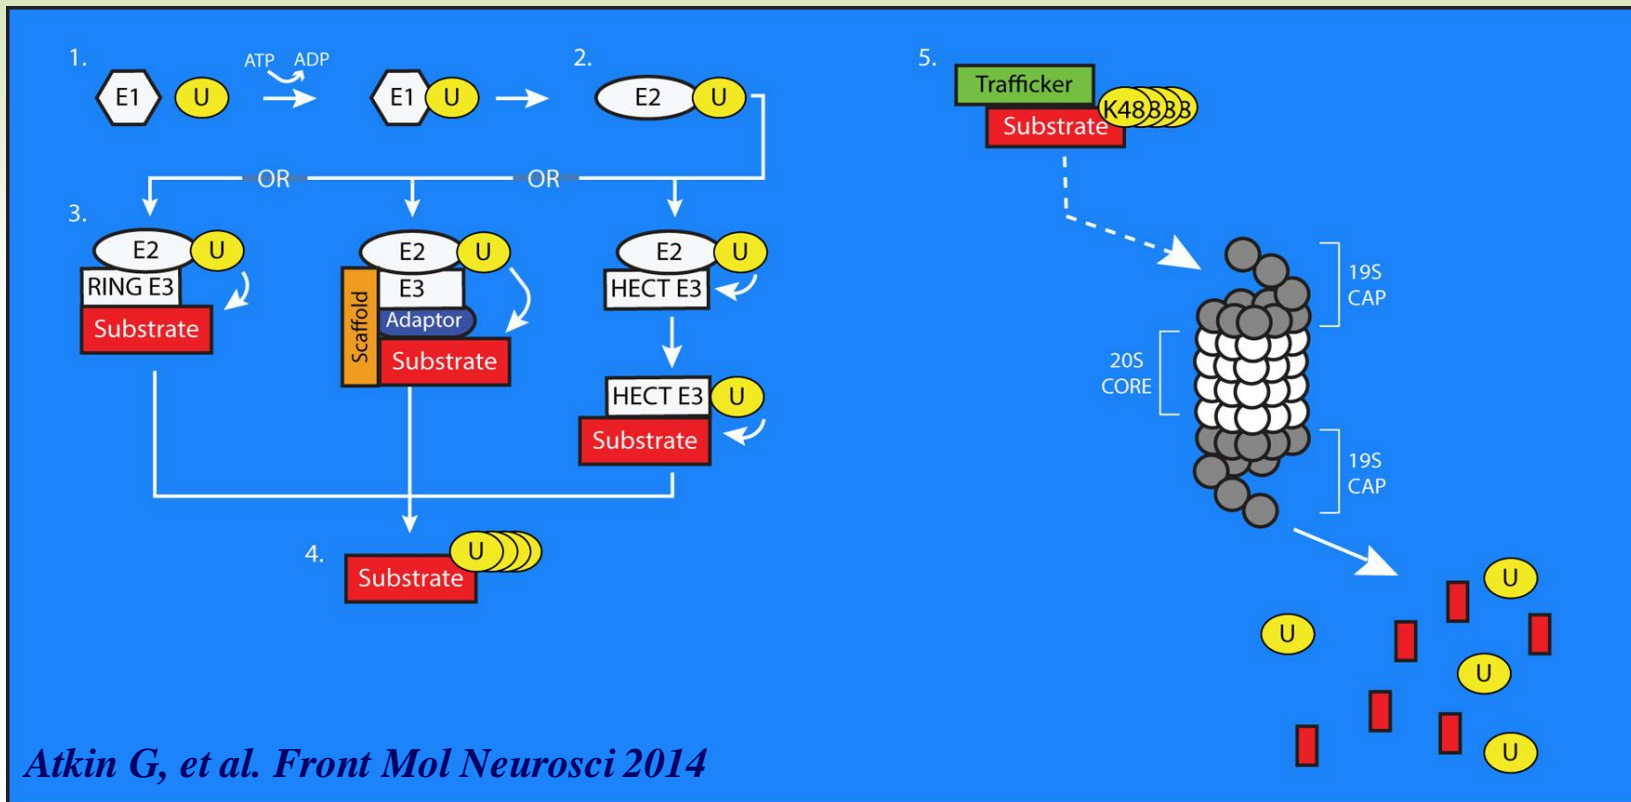 1.
E1
U
ATP
ADP
E1
U
2.
E2
U
OR
OR
3.
E2
U
RING E3
Substrate
E2
U
E3
Scaffold
Adaptor
Substrate
E2
U
HECT E3
HECT E3
U
Substrate
4.
U
Substrate
5.
Trafficker
K48333
Substrate
19S
CAP
20S
CORE
19S
CAP
U
U
U
U
Atkin G, et al. Front Mol Neurosci 2014